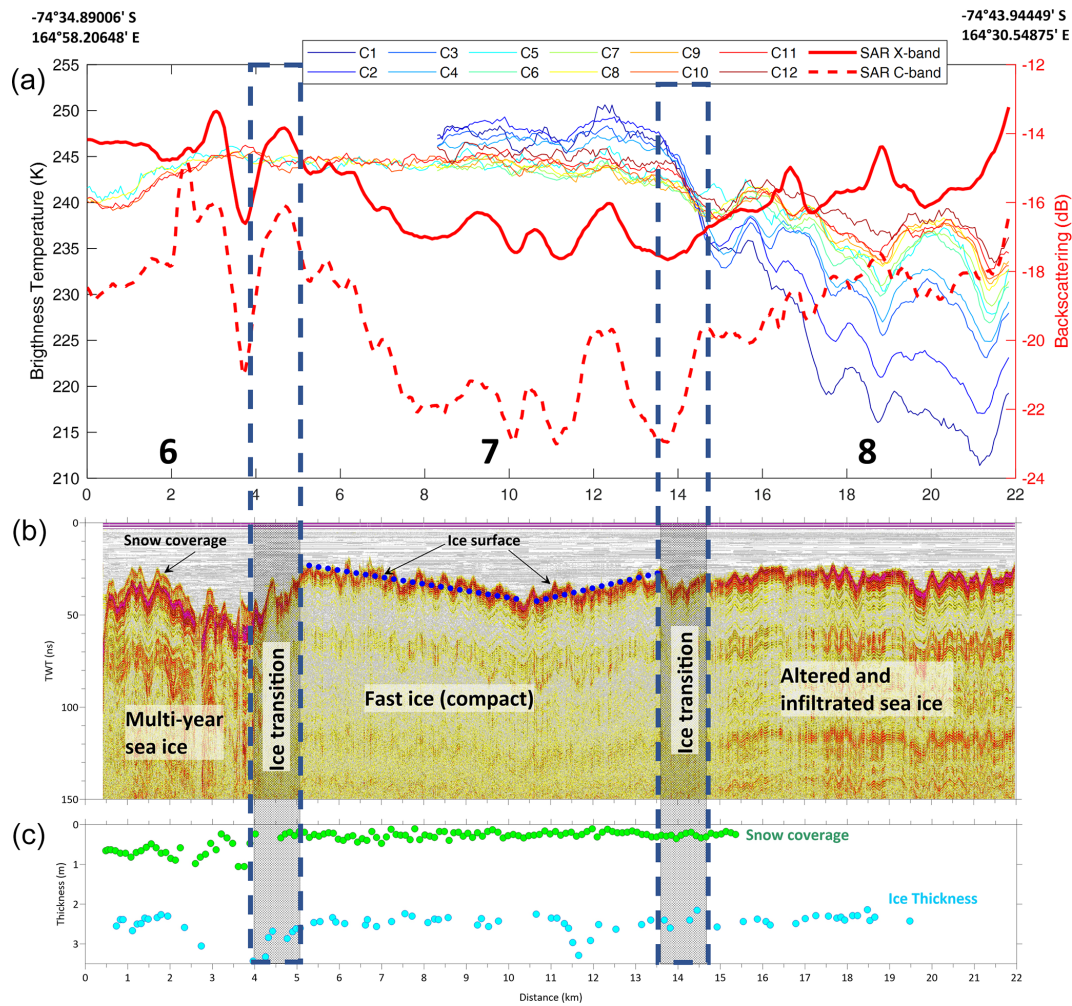 -74°34.89006' S
164°58.20648' E
-74°43.94449' S
164°30.54875' E
(a)
C1 C3 C5 C7 C9 C11 SAR X-band
C2 C4 C6 C8 C10 C12 SAR C-band
Brigthness Temperature (K)
255
250
245
240
235
230
225
220
215
210
Backscattering (dB)
-12
-14
-16
-18
-20
-22
-24
6 7 8
0 2 4 6 8 10 12 14 16 18 20 22
(b)
TWT (ns)
0
50
100
150
Snow coverage
Ice surface
Multi-year
sea ice
Ice transition
Fast ice (compact)
Ice transition
Altered and
infiltrated sea ice
(c)
Thickness (m)
0
1
2
3
Snow coverage
Ice Thickness
0 1 2 3 4 5 6 7 8 9 10 11 12 13 14 15 16 17 18 19 20 21 22
Distance (km)